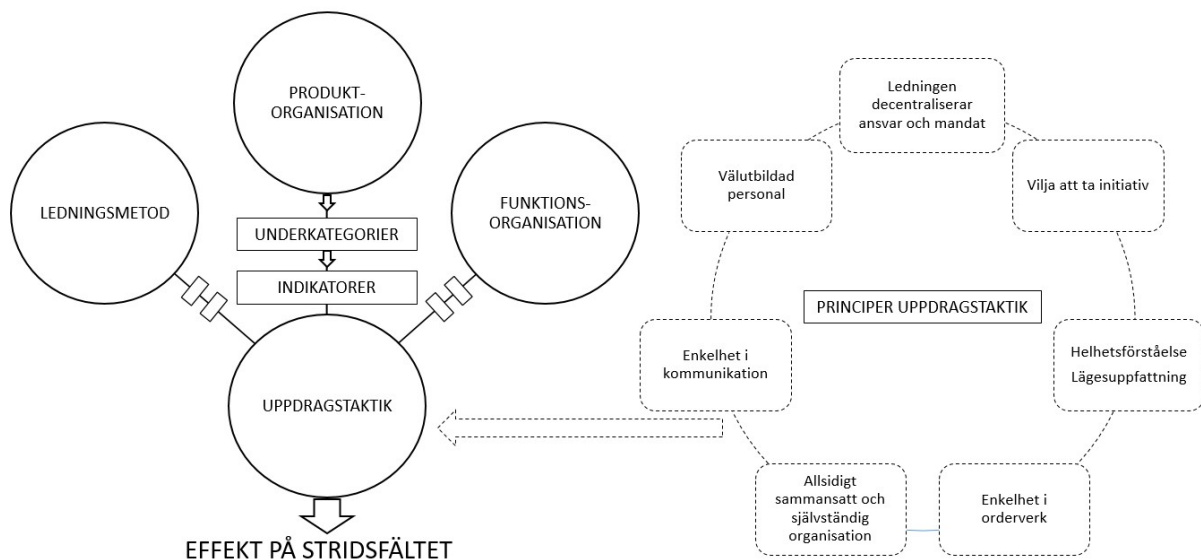 PRODUKT-
ORGANISATION
LEDNINGSMETOD
FUNKTIONS-
ORGANISATION
UNDERKATEGORIER
INDIKATORER
UPPDRAGSTAKTIK
EFFEKT PÅ STRIDSFÄLTET
Ledningen
decentraliserar
ansvar och mandat
Välutbildad
personal
Vilja att ta initiativ
PRINCIPER UPPDRAGSTAKTIK
Enkelhet i
kommunikation
Helhetsförståelse
Lägesuppfattning
Allsidigt
sammansatt och
självständig
organisation
Enkelhet i
orderverk